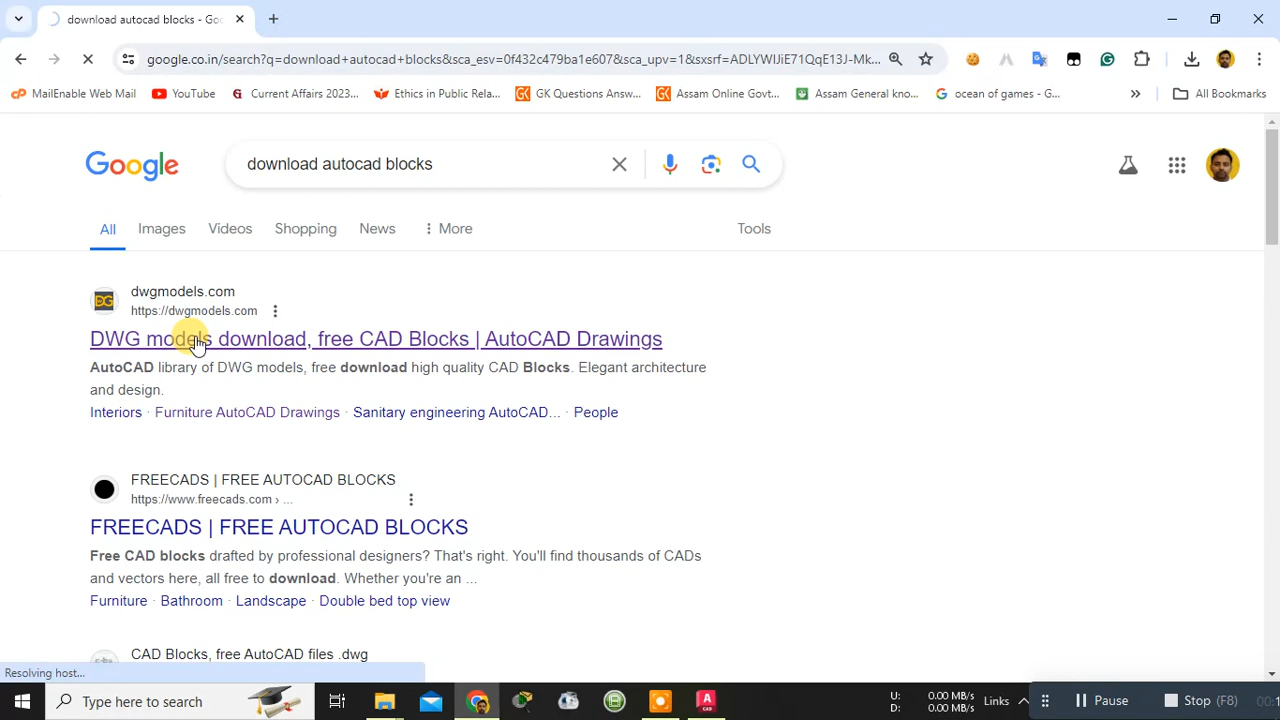 download autocad blocks - Goo
google.co.in/search?q=download+autocad+blocks&sca_esv=0f432c479ba1e607&sca_upv=1&sxsrf=ADLYWIJiE71QqE13J-Mk...
MailEnable Web Mail YouTube Current Affairs 2023... Ethics in Public Rela... GK Questions Answ... Assam Online Govt... Assam General kno... ocean of games - G... » All Bookmarks
Google download autocad blocks
All Images Videos Shopping News More Tools
dwgmodels.com
https://dwgmodels.com
DWG models download, free CAD Blocks | AutoCAD Drawings
AutoCAD library of DWG models, free download high quality CAD Blocks. Elegant architecture
and design.
Interiors · Furniture AutoCAD Drawings · Sanitary engineering AutoCAD... · People
FREECADS | FREE AUTOCAD BLOCKS
https://www.freecads.com › ...
FREECADS | FREE AUTOCAD BLOCKS
Free CAD blocks drafted by professional designers? That's right. You'll find thousands of CADs
and vectors here, all free to download. Whether you're an ...
Furniture · Bathroom · Landscape · Double bed top view
CAD Blocks, free AutoCAD files .dwg
Resolving host...
Type here to search
U: 0.00 MB/s
D: 0.00 MB/s
Links
Pause Stop (F8)